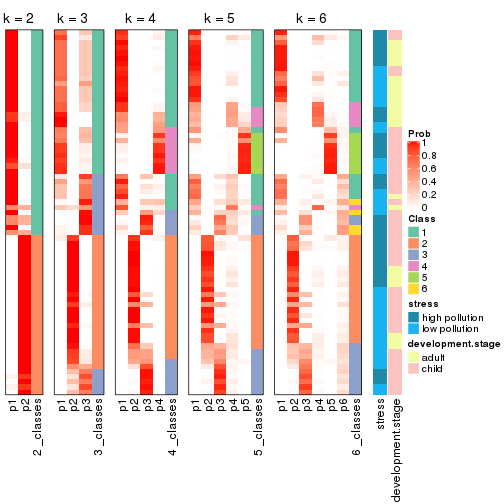 k = 2
k = 3
k = 4
k = 5
k = 6
p1
p2
2_classes
p1
p2
p3
3_classes
p1
p2
p3
p4
4_classes
p1
p2
p3
p4
p5
5_classes
p1
p2
p3
p4
p5
p6
6_classes
stress
development.stage
Prob
1
0.8
0.6
0.4
0.2
0
Class
1
2
3
4
5
6
stress
high pollution
low pollution
development.stage
adult
child